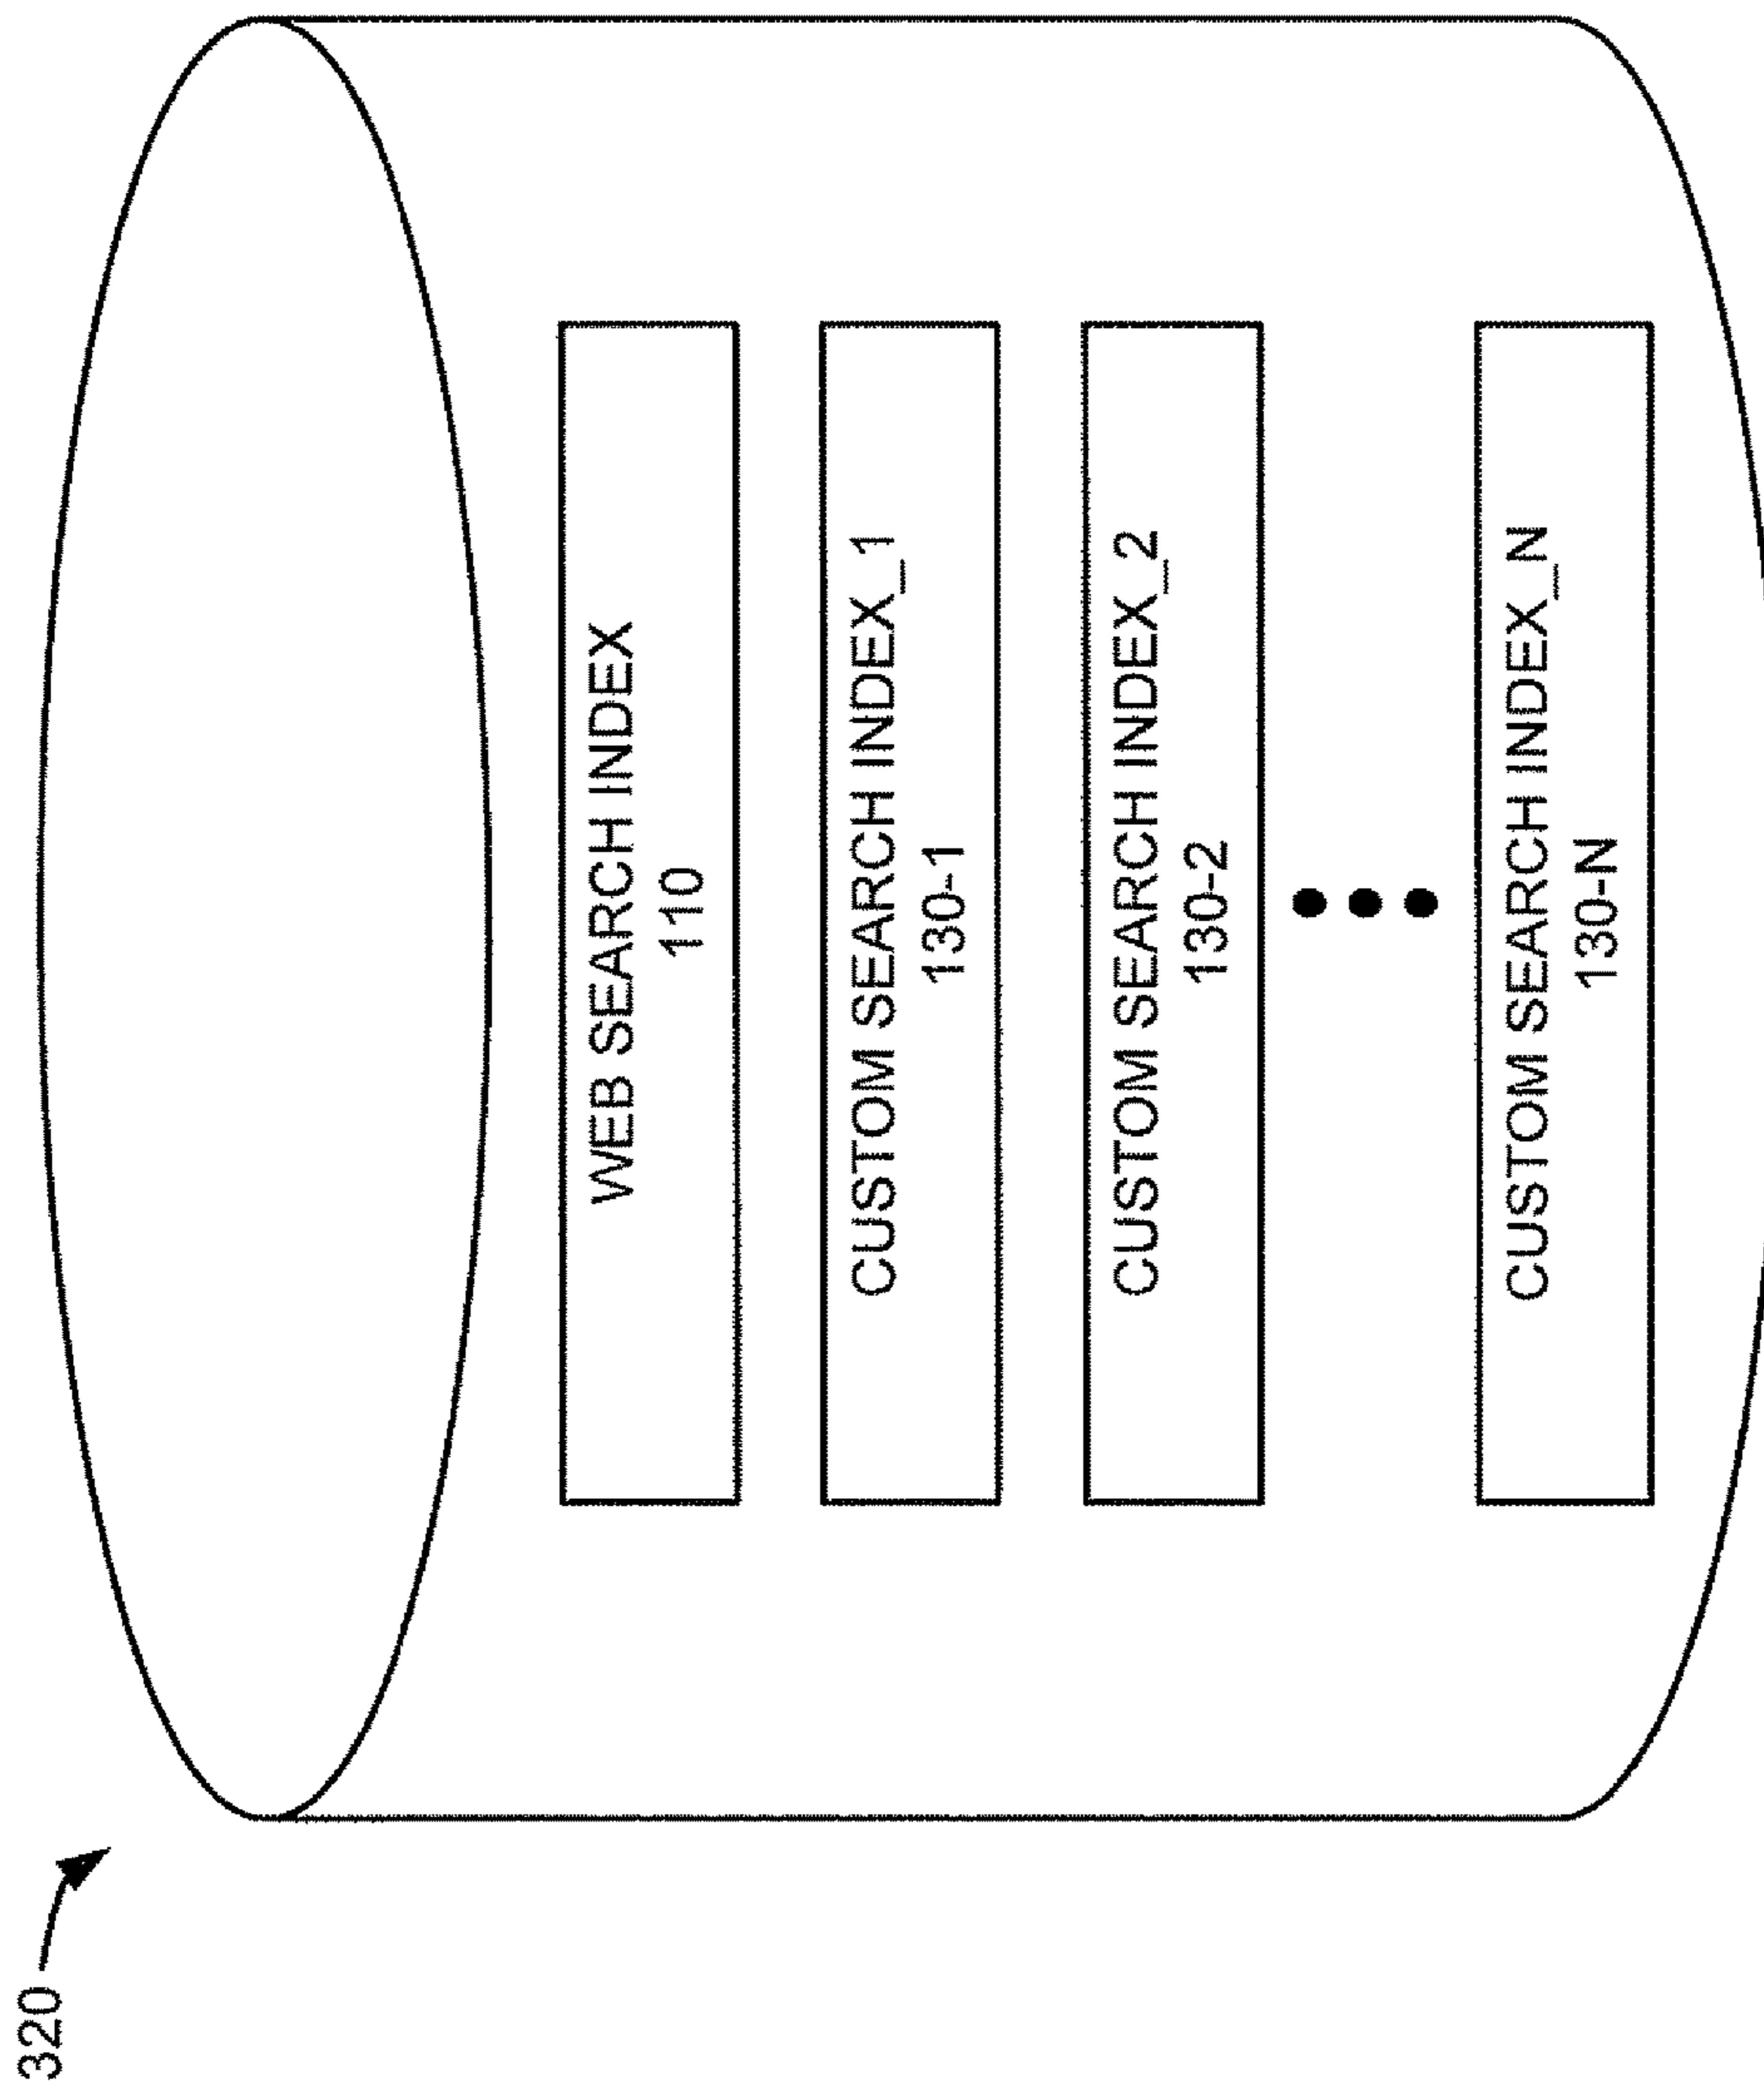 320
WEB SEARCH INDEX
110
CUSTOM SEARCH INDEX_1
130-1
CUSTOM SEARCH INDEX_2
130-2
CUSTOM SEARCH INDEX_N
130-N